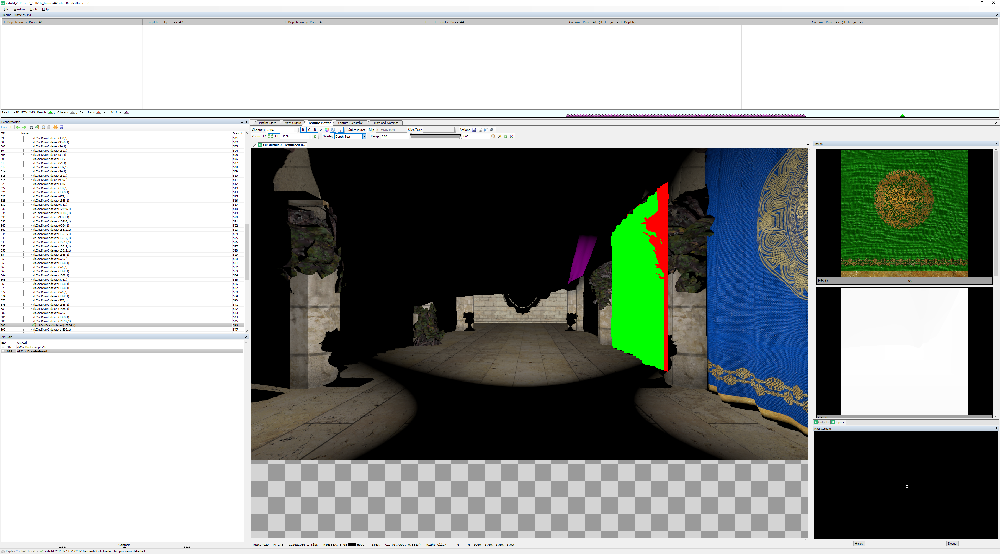 vktutd_2016.12.13_21.02.12_frame2443.rdc - RenderDoc v0.32
File Window Tools Help
Timeline - Frame #2443
+ Depth-only Pass #1 + Depth-only Pass #2 + Depth-only Pass #3 + Depth-only Pass #4 + Colour Pass #1 (1 Targets + Depth) + Colour Pass #2 (1 Targets)
Texture2D RTV 243 Reads , Clears , Barriers and Writes
Event Browser
Controls
EID Name Draw #
598 vkCmdDrawIndexed(498,1) 501
600 vkCmdDrawIndexed(3660,1) 502
602 vkCmdDrawIndexed(54,1) 503
604 vkCmdDrawIndexed(132,1) 504
606 vkCmdDrawIndexed(54,1) 505
608 vkCmdDrawIndexed(132,1) 506
610 vkCmdDrawIndexed(54,1) 507
612 vkCmdDrawIndexed(132,1) 508
614 vkCmdDrawIndexed(54,1) 509
616 vkCmdDrawIndexed(132,1) 510
618 vkCmdDrawIndexed(900,1) 511
620 vkCmdDrawIndexed(498,1) 512
622 vkCmdDrawIndexed(192,1) 513
624 vkCmdDrawIndexed(1368,1) 514
626 vkCmdDrawIndexed(678,1) 515
628 vkCmdDrawIndexed(1368,1) 516
630 vkCmdDrawIndexed(678,1) 517
632 vkCmdDrawIndexed(17790,1) 518
634 vkCmdDrawIndexed(11406,1) 519
636 vkCmdDrawIndexed(9924,1) 520
638 vkCmdDrawIndexed(13266,1) 521
640 vkCmdDrawIndexed(9924,1) 522
642 vkCmdDrawIndexed(16512,1) 523
644 vkCmdDrawIndexed(16512,1) 524
646 vkCmdDrawIndexed(16512,1) 525
648 vkCmdDrawIndexed(16512,1) 526
650 vkCmdDrawIndexed(16512,1) 527
652 vkCmdDrawIndexed(16512,1) 528
654 vkCmdDrawIndexed(1368,1) 529
656 vkCmdDrawIndexed(576,1) 530
658 vkCmdDrawIndexed(1368,1) 531
660 vkCmdDrawIndexed(576,1) 532
662 vkCmdDrawIndexed(1368,1) 533
664 vkCmdDrawIndexed(1368,1) 534
666 vkCmdDrawIndexed(576,1) 535
668 vkCmdDrawIndexed(1368,1) 536
670 vkCmdDrawIndexed(1368,1) 537
672 vkCmdDrawIndexed(576,1) 538
674 vkCmdDrawIndexed(1368,1) 539
676 vkCmdDrawIndexed(576,1) 540
678 vkCmdDrawIndexed(1368,1) 541
680 vkCmdDrawIndexed(1368,1) 542
682 vkCmdDrawIndexed(576,1) 543
684 vkCmdDrawIndexed(1368,1) 544
686 vkCmdDrawIndexed(14592,1) 545
688 vkCmdDrawIndexed(13824,1) 546
690 vkCmdDrawIndexed(14592,1) 547
API Calls
EID API Call
687 vkCmdBindDescriptorSet
688 vkCmdDrawIndexed
Callstack
Pipeline State Mesh Output Texture Viewer Capture Executable Errors and Warnings
Channels RGBA R G B A γ Subresource Mip 0 - 1920x1080 Slice/Face Actions
Zoom 1:1 Fit 112% Overlay Depth Test Range 0.00 1.00
Cur Output 0 - Texture2D R...
Inputs
FS 0 tex
Outputs Inputs
Pixel Context
History Debug
Texture2D RTV 243 - 1920x1080 1 mips - R8G8B8A8_SRGB Hover - 1363, 711 (0.7099, 0.6583) - Right click - 0, 0: 0.00, 0.00, 0.00, 1.00
Replay Context: Local vktutd_2016.12.13_21.02.12_frame2443.rdc loaded. No problems detected.